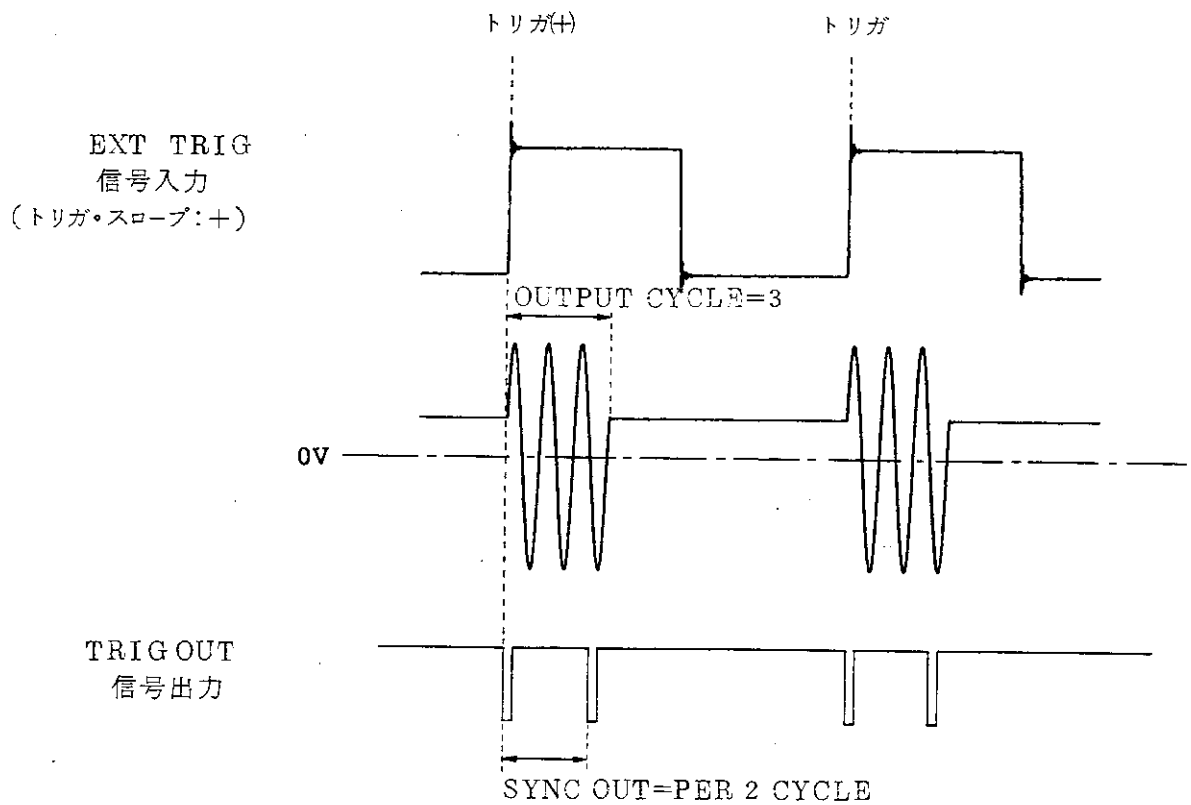 トリガ(+)
トリガ
EXT TRIG
信号入力
(トリガ・スロープ:+)
OUTPUT CYCLE=3
0V
TRIG OUT
信号出力
SYNC OUT=PER 2 CYCLE